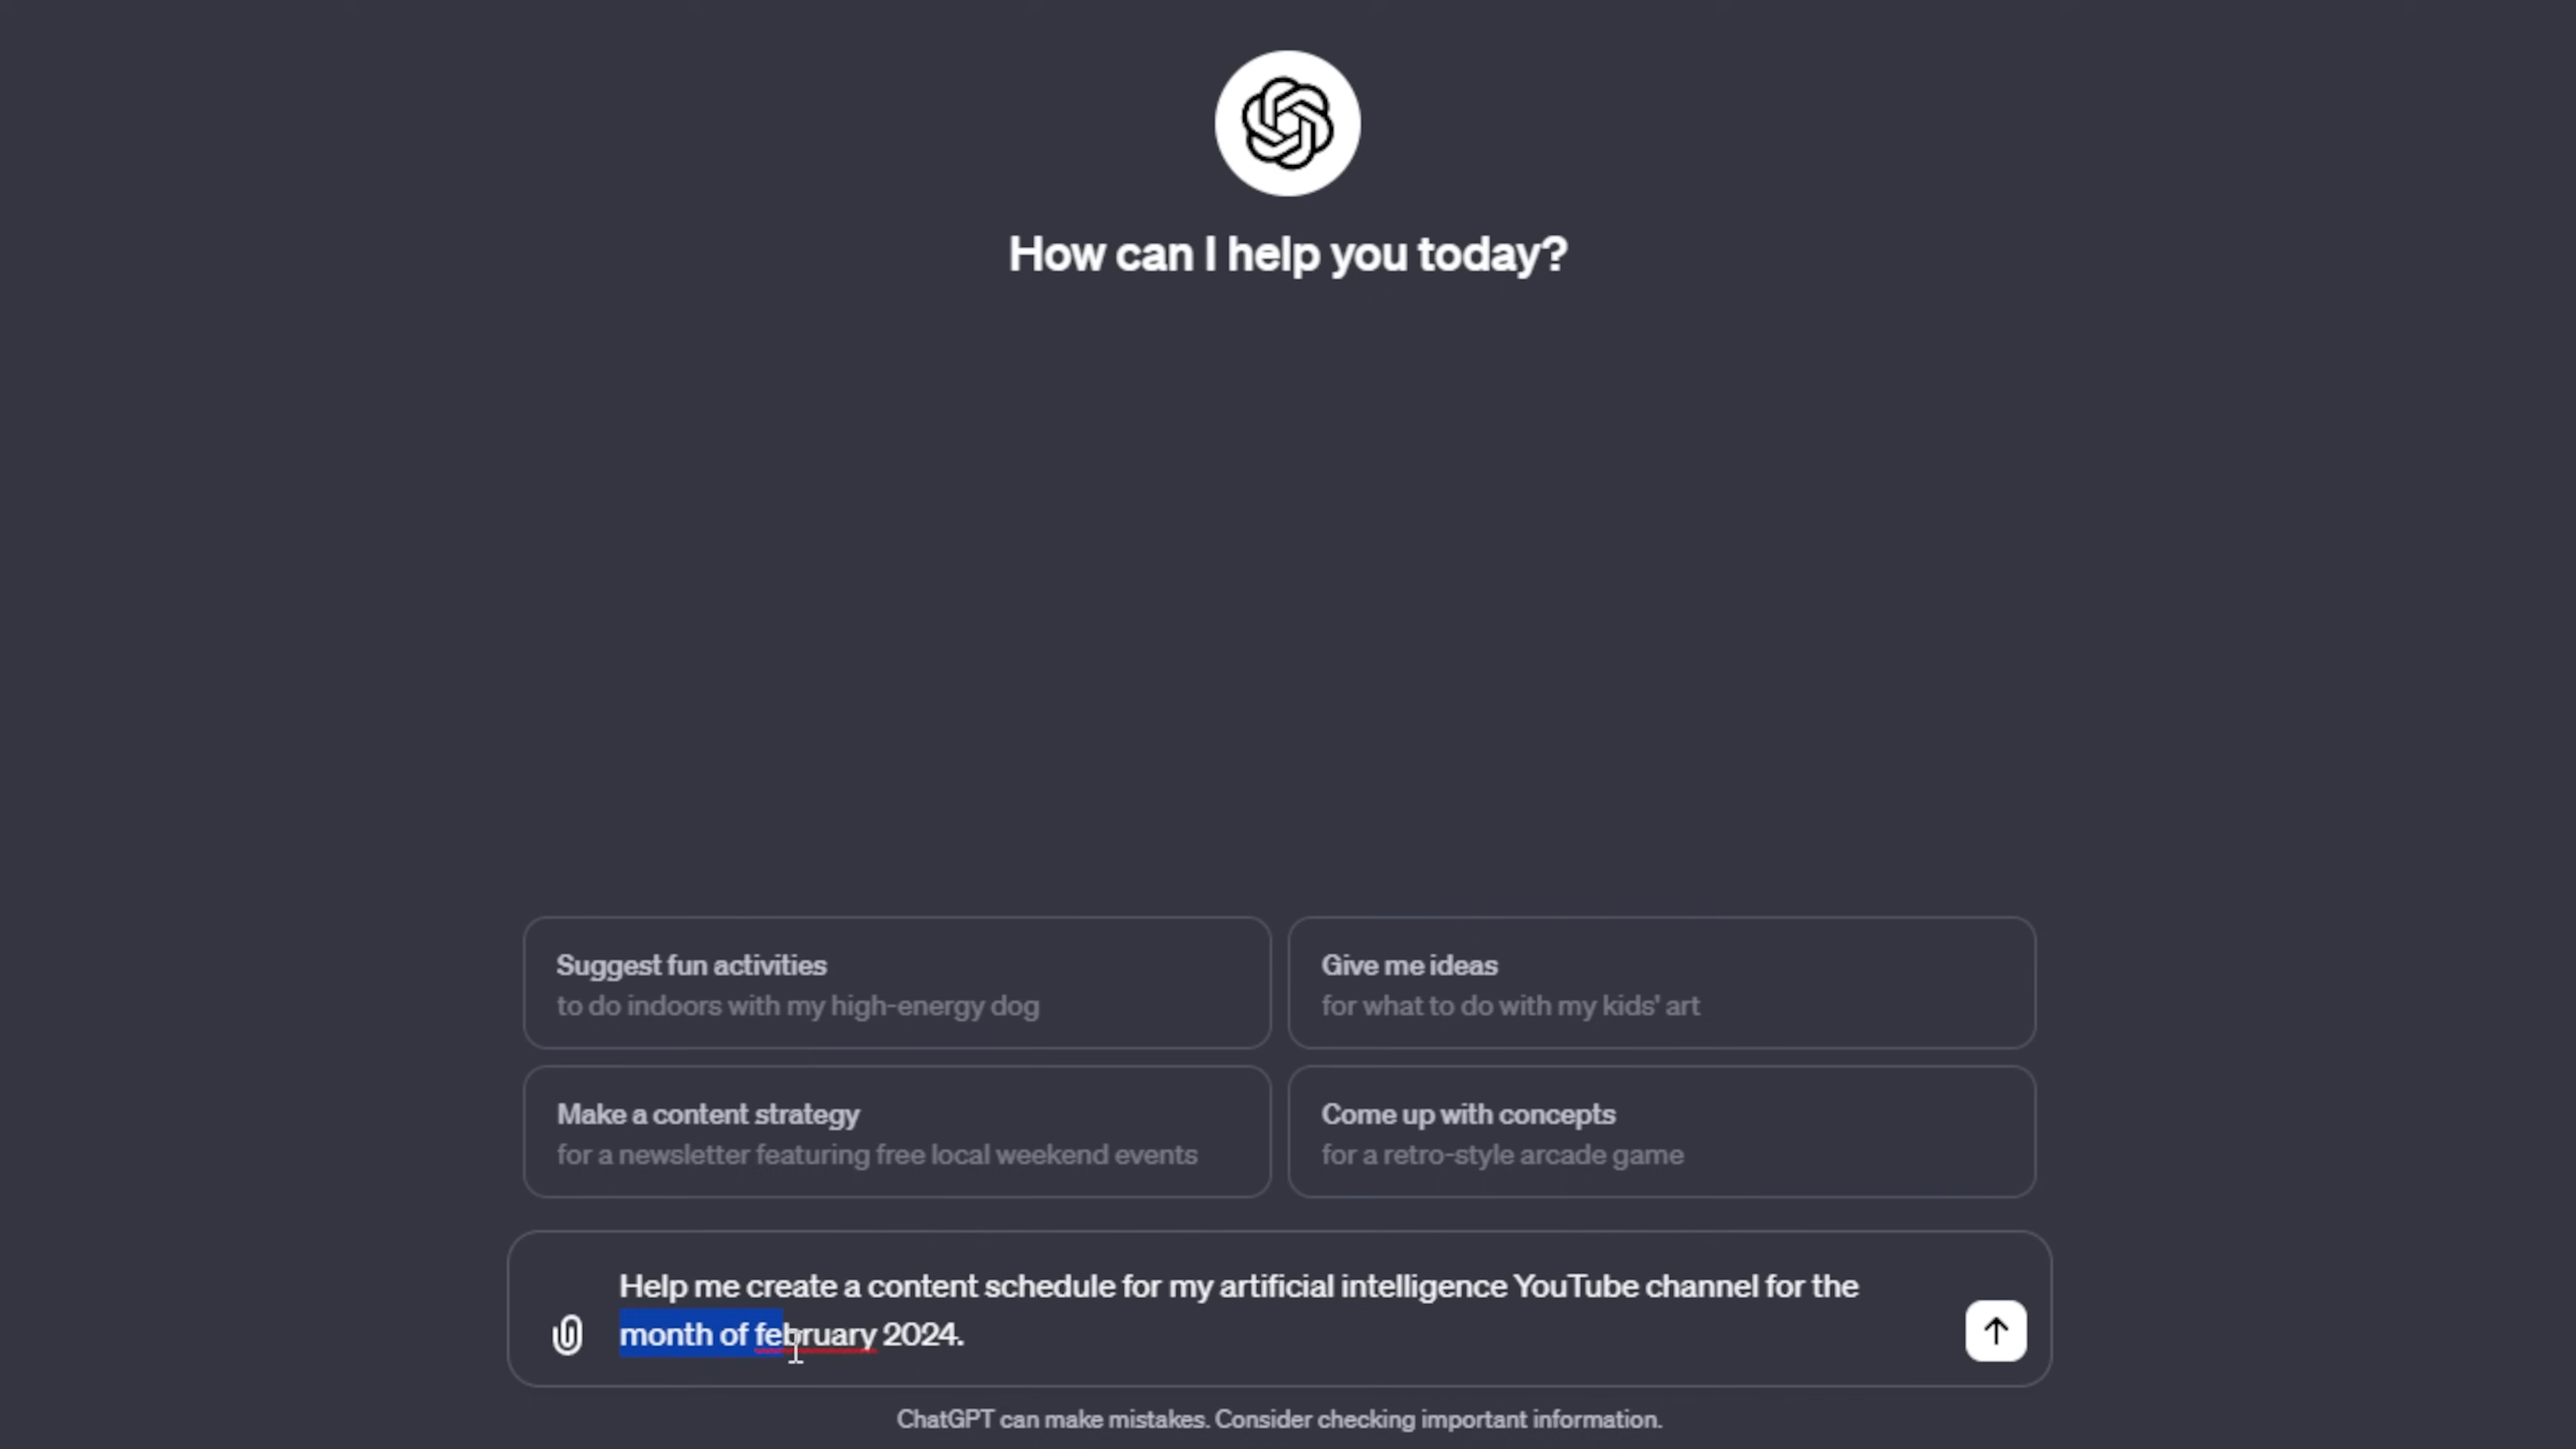 How can I help you today?
Suggest fun activities
to do indoors with my high-energy dog
Give me ideas
for what to do with my kids' art
Make a content strategy
for a newsletter featuring free local weekend events
Come up with concepts
for a retro-style arcade game
Help me create a content schedule for my artificial intelligence YouTube channel for the
month of february 2024.
ChatGPT can make mistakes. Consider checking important information.